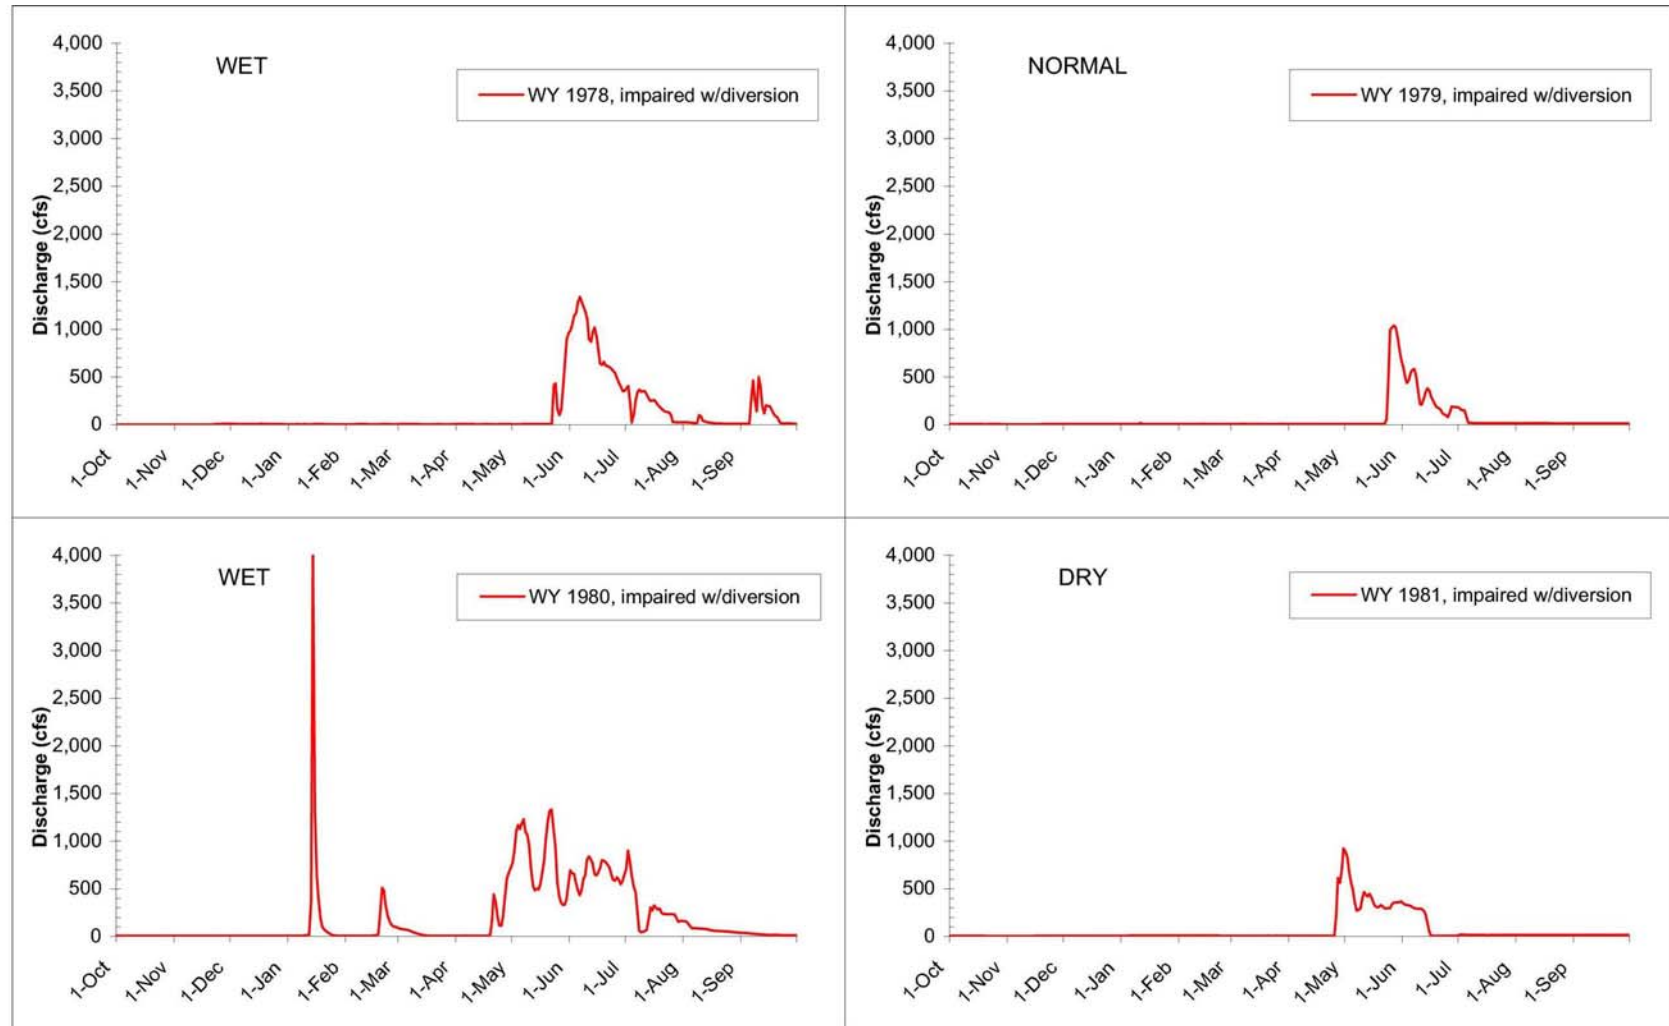 WET
WY 1978, impaired w/diversion
Discharge (cfs)
4,000
3,500
3,000
2,500
2,000
1,500
1,000
500
0
1-Oct
1-Nov
1-Dec
1-Jan
1-Feb
1-Mar
1-Apr
1-May
1-Jun
1-Jul
1-Aug
1-Sep
NORMAL
WY 1979, impaired w/diversion
Discharge (cfs)
4,000
3,500
3,000
2,500
2,000
1,500
1,000
500
0
1-Oct
1-Nov
1-Dec
1-Jan
1-Feb
1-Mar
1-Apr
1-May
1-Jun
1-Jul
1-Aug
1-Sep
WET
WY 1980, impaired w/diversion
Discharge (cfs)
4,000
3,500
3,000
2,500
2,000
1,500
1,000
500
0
1-Oct
1-Nov
1-Dec
1-Jan
1-Feb
1-Mar
1-Apr
1-May
1-Jun
1-Jul
1-Aug
1-Sep
DRY
WY 1981, impaired w/diversion
Discharge (cfs)
4,000
3,500
3,000
2,500
2,000
1,500
1,000
500
0
1-Oct
1-Nov
1-Dec
1-Jan
1-Feb
1-Mar
1-Apr
1-May
1-Jun
1-Jul
1-Aug
1-Sep